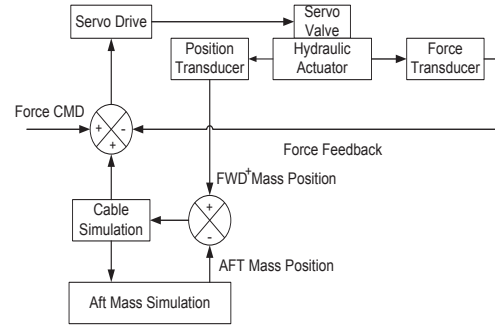 Servo Drive
Servo
Valve
Position
Transducer
Hydraulic
Actuator
Force
Transducer
Force CMD
+ -
+
Force Feedback
FWD+Mass Position
Cable
Simulation
+
-
AFT Mass Position
Aft Mass Simulation